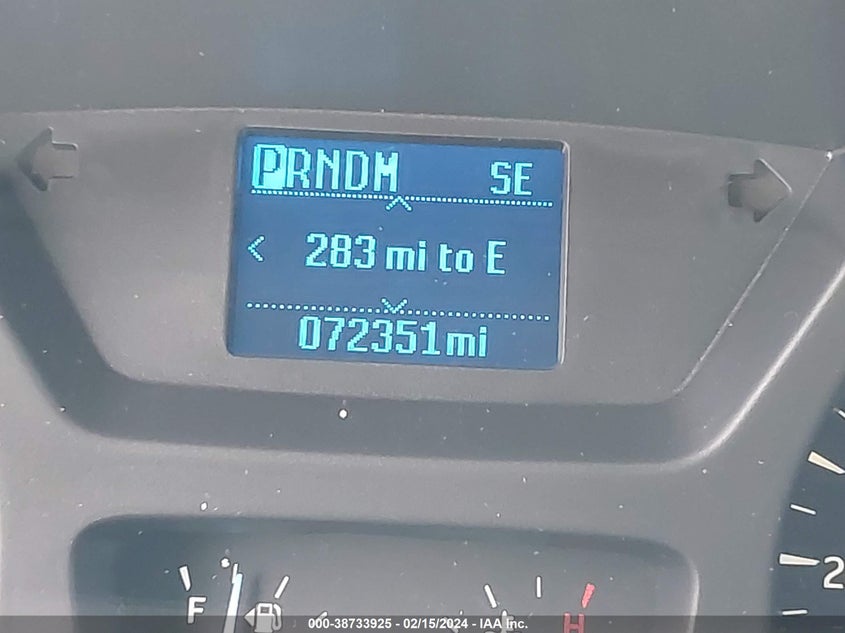 PRNDM SE
283 mi to E
072351mi
2
F H
000-38733925 - 02/15/2024 - IAA Inc.